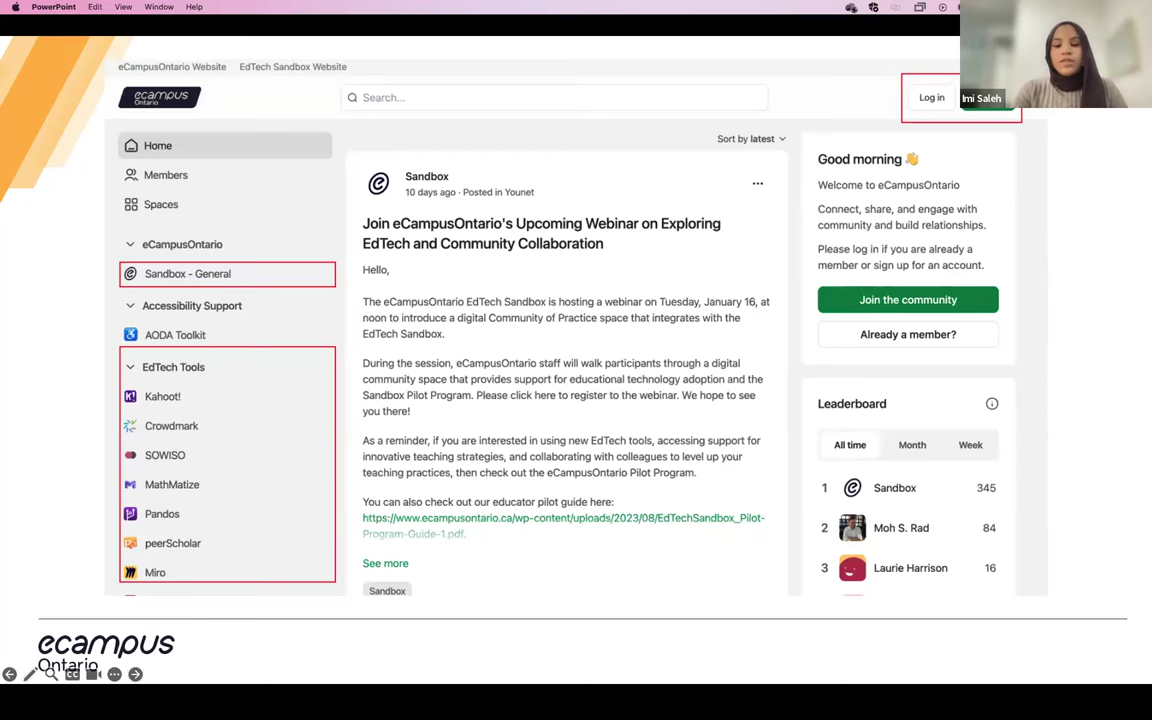 PowerPoint Edit View Window Help
eCampusOntario Website EdTech Sandbox Website
ecampus
Ontario
Search...
Log in
Imi Saleh
Home
Members
Spaces
eCampusOntario
Sandbox - General
Accessibility Support
AODA Toolkit
EdTech Tools
Kahoot!
Crowdmark
SOWISO
MathMatize
Pandos
peerScholar
Miro
Sort by latest
Sandbox
10 days ago · Posted in Younet
Join eCampusOntario's Upcoming Webinar on Exploring
EdTech and Community Collaboration
Hello,
The eCampusOntario EdTech Sandbox is hosting a webinar on Tuesday, January 16, at
noon to introduce a digital Community of Practice space that integrates with the
EdTech Sandbox.
During the session, eCampusOntario staff will walk participants through a digital
community space that provides support for educational technology adoption and the
Sandbox Pilot Program. Please click here to register to the webinar. We hope to see
you there!
As a reminder, if you are interested in using new EdTech tools, accessing support for
innovative teaching strategies, and collaborating with colleagues to level up your
teaching practices, then check out the eCampusOntario Pilot Program.
You can also check out our educator pilot guide here:
https://www.ecampusontario.ca/wp-content/uploads/2023/08/EdTechSandbox_Pilot-
Program-Guide-1.pdf.
See more
Sandbox
Good morning 👋
Welcome to eCampusOntario
Connect, share, and engage with
community and build relationships.
Please log in if you are already a
member or sign up for an account.
Join the community
Already a member?
Leaderboard
All time Month Week
1 Sandbox 345
2 Moh S. Rad 84
3 Laurie Harrison 16
ecampus
Ontario
CC